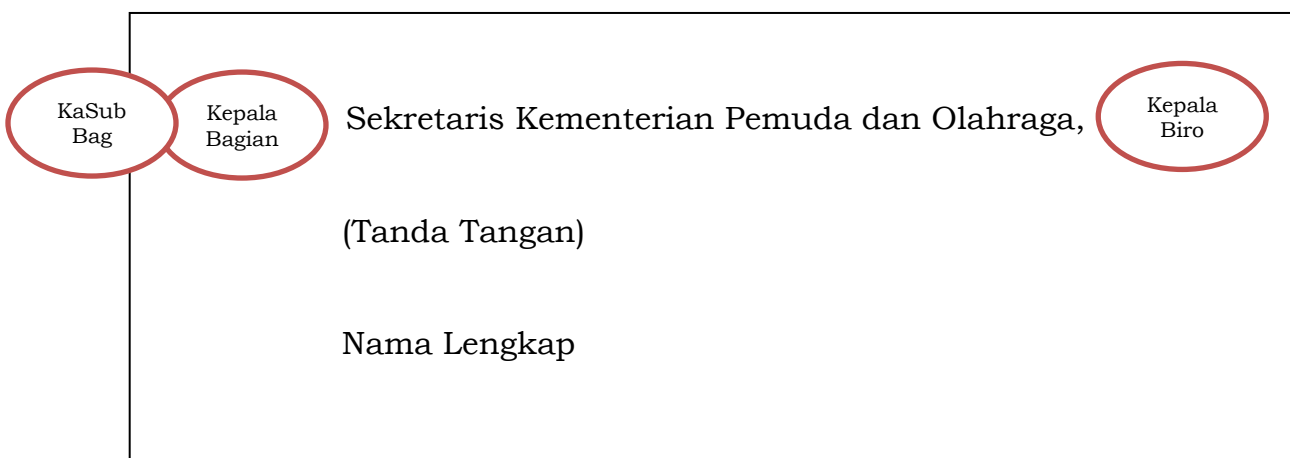 KaSub
Bag
Kepala
Bagian
Sekretaris Kementerian Pemuda dan Olahraga,
Kepala
Biro
(Tanda Tangan)
Nama Lengkap